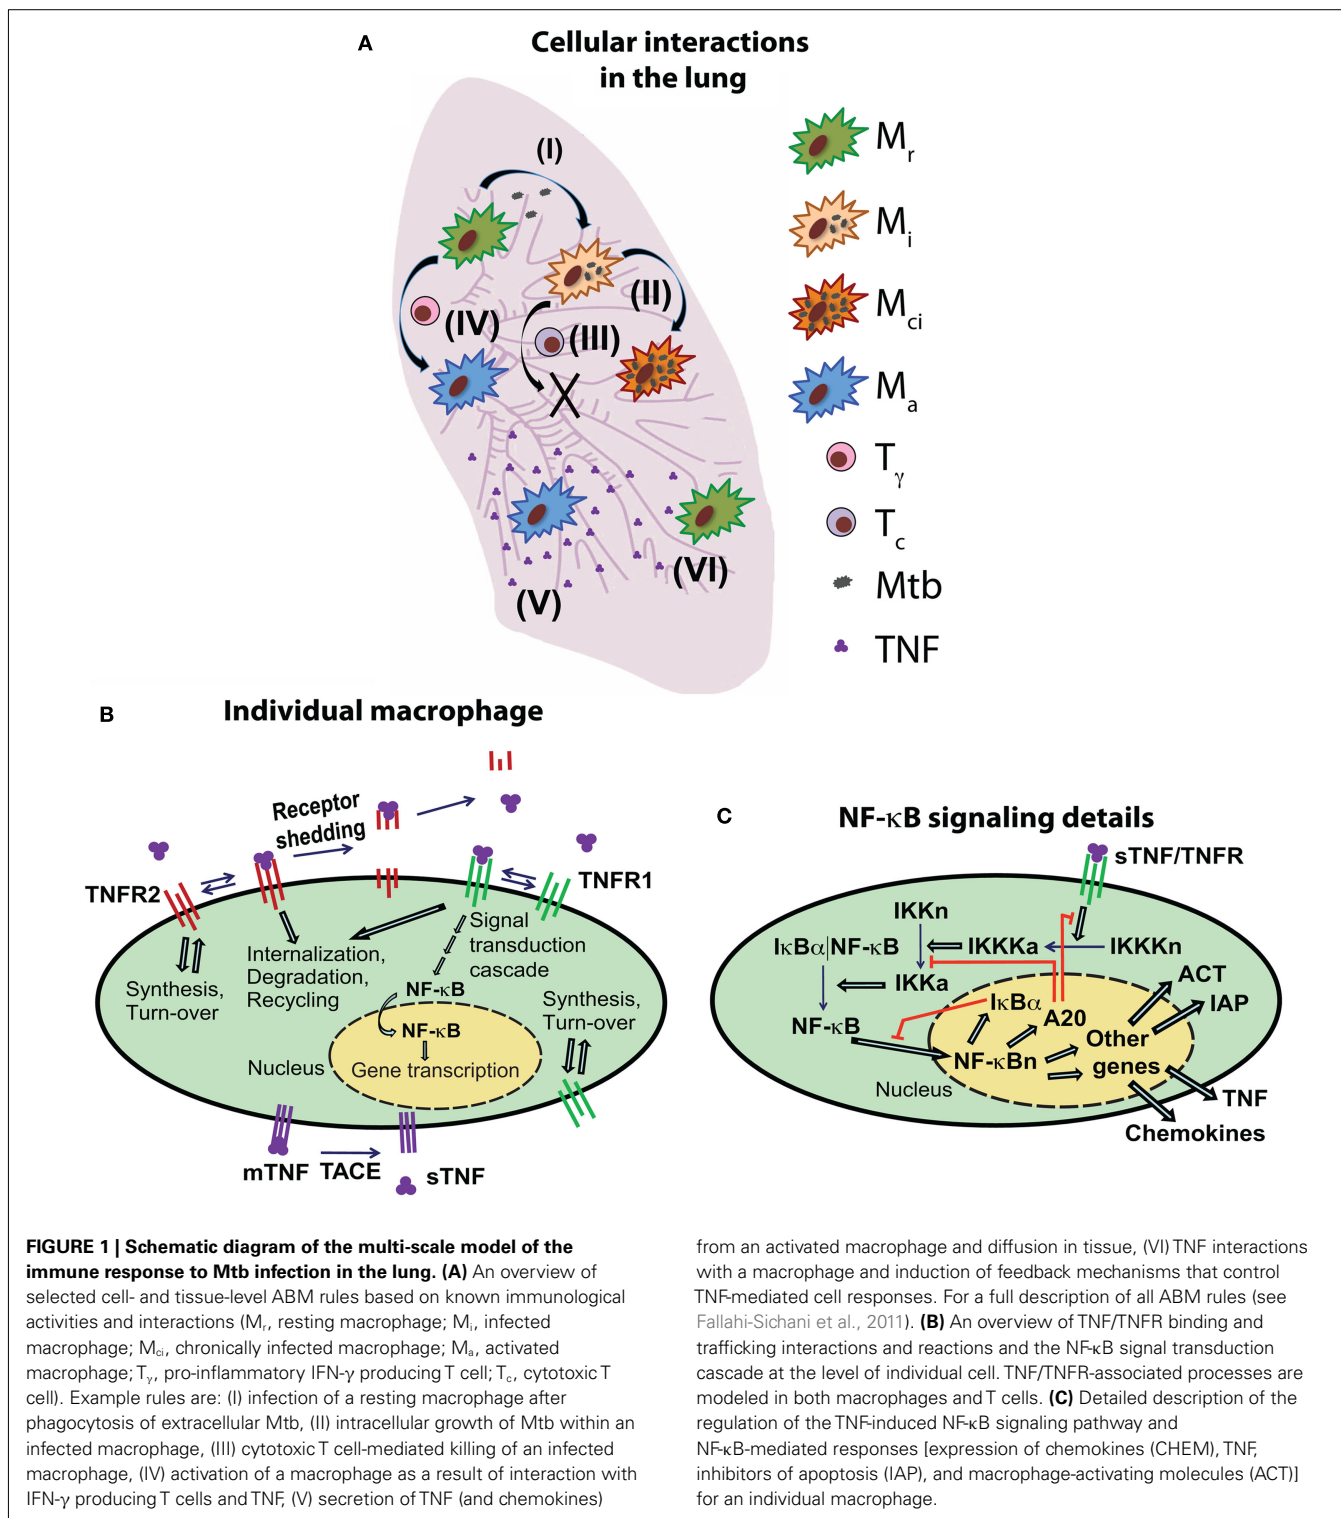 A
Cellular interactions
in the lung
(I)
(II)
(IV)
(III)
(V)
(VI)
Mr
Mi
Mci
Ma
Tγ
Tc
Mtb
TNF
B
Individual macrophage
Receptor
shedding
TNFR2
TNFR1
Signal
transduction
cascade
Internalization,
Degradation,
Recycling
Synthesis,
Turn-over
NF-κB
Synthesis,
Turn-over
NF-κB
Nucleus
Gene transcription
mTNF
TACE
sTNF
C
NF-κB signaling details
sTNF/TNFR
IKKn
IκBα|NF-κB
IKKKa
IKKKn
IKKa
ACT
IκBα
IAP
A20
NF-κB
Other
genes
NF-κBn
Nucleus
TNF
Chemokines
FIGURE 1 | Schematic diagram of the multi-scale model of the
immune response to Mtb infection in the lung. (A) An overview of
selected cell- and tissue-level ABM rules based on known immunological
activities and interactions (Mr, resting macrophage; Mi, infected
macrophage; Mci, chronically infected macrophage; Ma, activated
macrophage; Tγ, pro-inflammatory IFN-γ producing T cell; Tc, cytotoxic T
cell). Example rules are: (I) infection of a resting macrophage after
phagocytosis of extracellular Mtb, (II) intracellular growth of Mtb within an
infected macrophage, (III) cytotoxic T cell-mediated killing of an infected
macrophage, (IV) activation of a macrophage as a result of interaction with
IFN-γ producing T cells and TNF, (V) secretion of TNF (and chemokines)
from an activated macrophage and diffusion in tissue, (VI) TNF interactions
with a macrophage and induction of feedback mechanisms that control
TNF-mediated cell responses. For a full description of all ABM rules (see
Fallahi-Sichani et al., 2011). (B) An overview of TNF/TNFR binding and
trafficking interactions and reactions and the NF-κB signal transduction
cascade at the level of individual cell. TNF/TNFR-associated processes are
modeled in both macrophages and T cells. (C) Detailed description of the
regulation of the TNF-induced NF-κB signaling pathway and
NF-κB-mediated responses [expression of chemokines (CHEM), TNF,
inhibitors of apoptosis (IAP), and macrophage-activating molecules (ACT)]
for an individual macrophage.